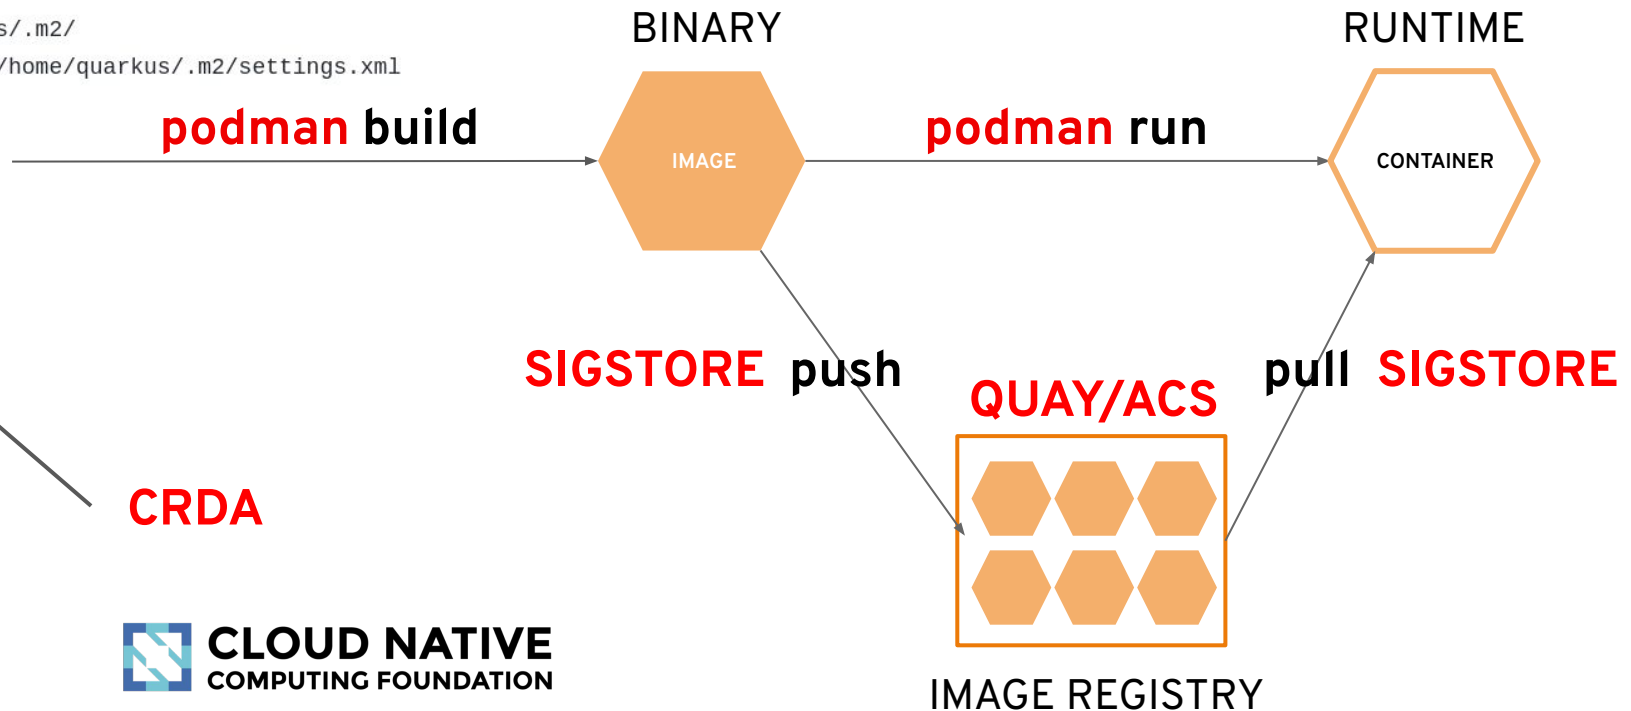 s/.m2/
/home/quarkus/.m2/settings.xml
BINARY
RUNTIME
podman build
IMAGE
podman run
CONTAINER
SIGSTORE push
QUAY/ACS
pull SIGSTORE
CRDA
CLOUD NATIVE
COMPUTING FOUNDATION
IMAGE REGISTRY